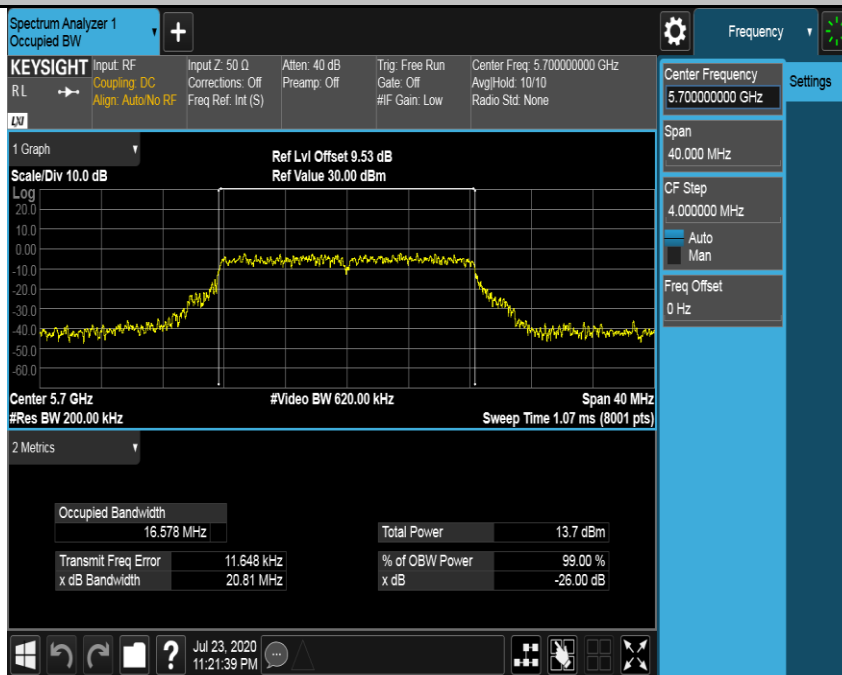 Spectrum Analyzer 1
Occupied BW
+
Frequency
KEYSIGHT
RL
LXI
Input: RF
Coupling: DC
Align: Auto/No RF
Input Z: 50 Ω
Corrections: Off
Freq Ref: Int (S)
Atten: 40 dB
Preamp: Off
Trig: Free Run
Gate: Off
#IF Gain: Low
Center Freq: 5.700000000 GHz
Avg|Hold: 10/10
Radio Std: None
Center Frequency
5.700000000 GHz
Settings
Span
40.000 MHz
CF Step
4.000000 MHz
Auto
Man
Freq Offset
0 Hz
1 Graph
Scale/Div 10.0 dB
Ref Lvl Offset 9.53 dB
Ref Value 30.00 dBm
Log
20.0
10.0
0.00
-10.0
-20.0
-30.0
-40.0
-50.0
-60.0
Center 5.7 GHz
#Video BW 620.00 kHz
Span 40 MHz
#Res BW 200.00 kHz
Sweep Time 1.07 ms (8001 pts)
2 Metrics
Occupied Bandwidth
16.578 MHz
Total Power 13.7 dBm
Transmit Freq Error 11.648 kHz
% of OBW Power 99.00 %
x dB Bandwidth 20.81 MHz
x dB -26.00 dB
?
Jul 23, 2020
11:21:39 PM